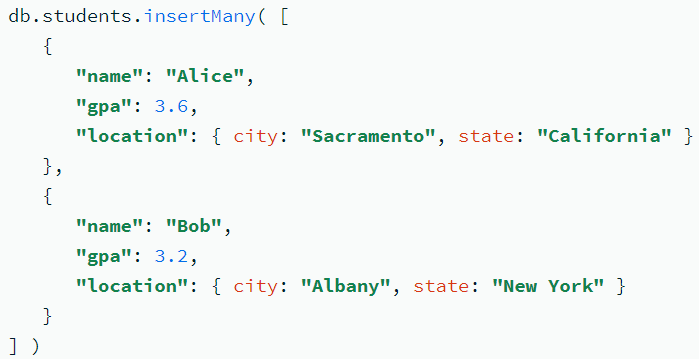 db.students.insertMany( [
   {
      "name": "Alice",
      "gpa": 3.6,
      "location": { city: "Sacramento", state: "California" }
   },
   {
      "name": "Bob",
      "gpa": 3.2,
      "location": { city: "Albany", state: "New York" }
   }
] )